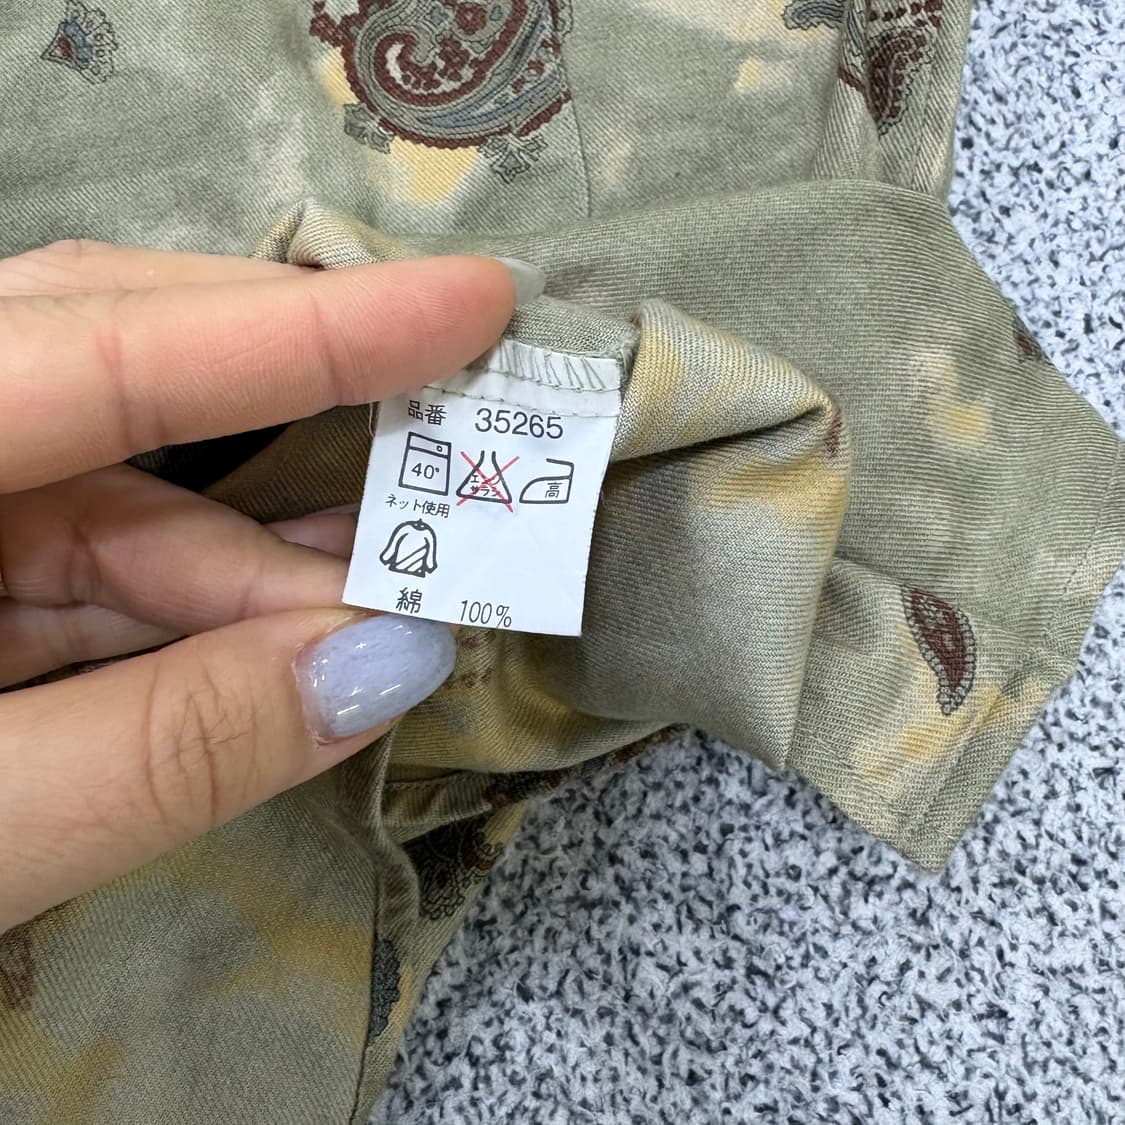 品番 35265
40° エンソ サラシ 高
ネット使用
綿 100%